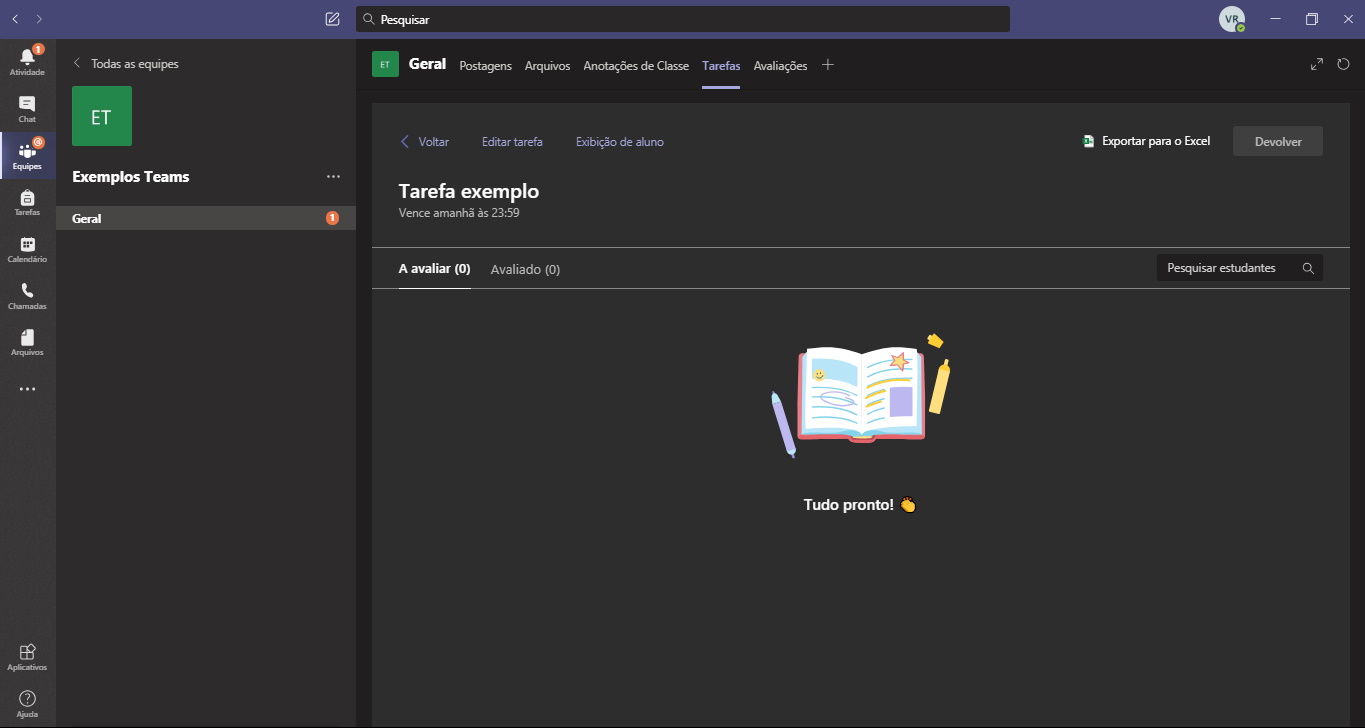 Pesquisar
VR
1
Atividade
Chat
@
Equipes
Tarefas
Calendário
Chamadas
Arquivos
Aplicativos
Ajuda
Todas as equipes
ET
Exemplos Teams
Geral 1
ET Geral Postagens Arquivos Anotações de Classe Tarefas Avaliações
Voltar Editar tarefa Exibição de aluno Exportar para o Excel Devolver
Tarefa exemplo
Vence amanhã às 23:59
A avaliar (0) Avaliado (0) Pesquisar estudantes
Tudo pronto! 👏